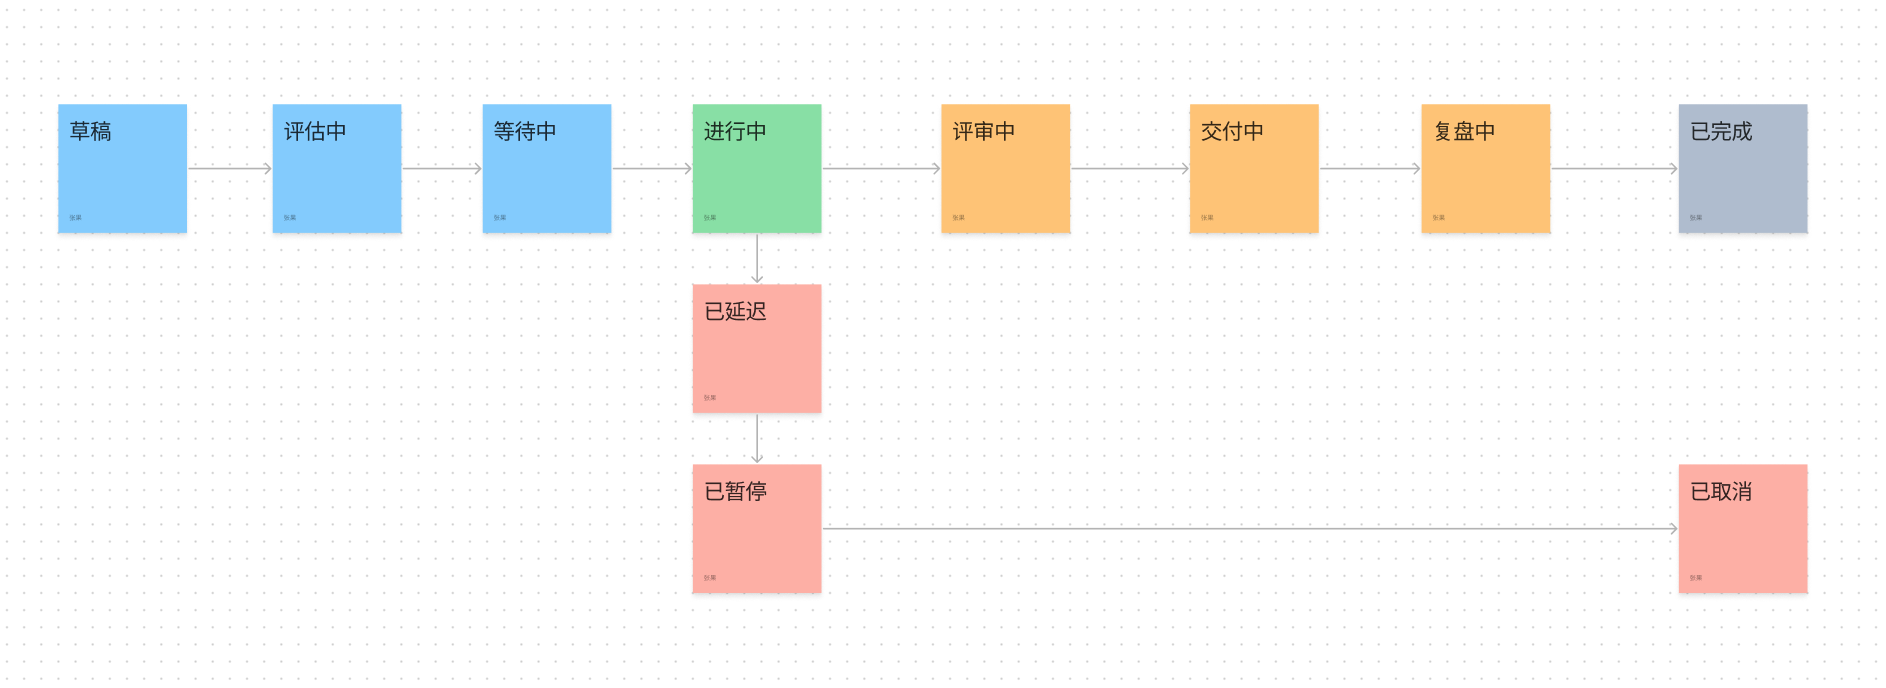 草稿
张果
评估中
张果
等待中
张果
进行中
张果
评审中
张果
交付中
张果
复盘中
张果
已完成
张果
已延迟
张果
已暂停
张果
已取消
张果